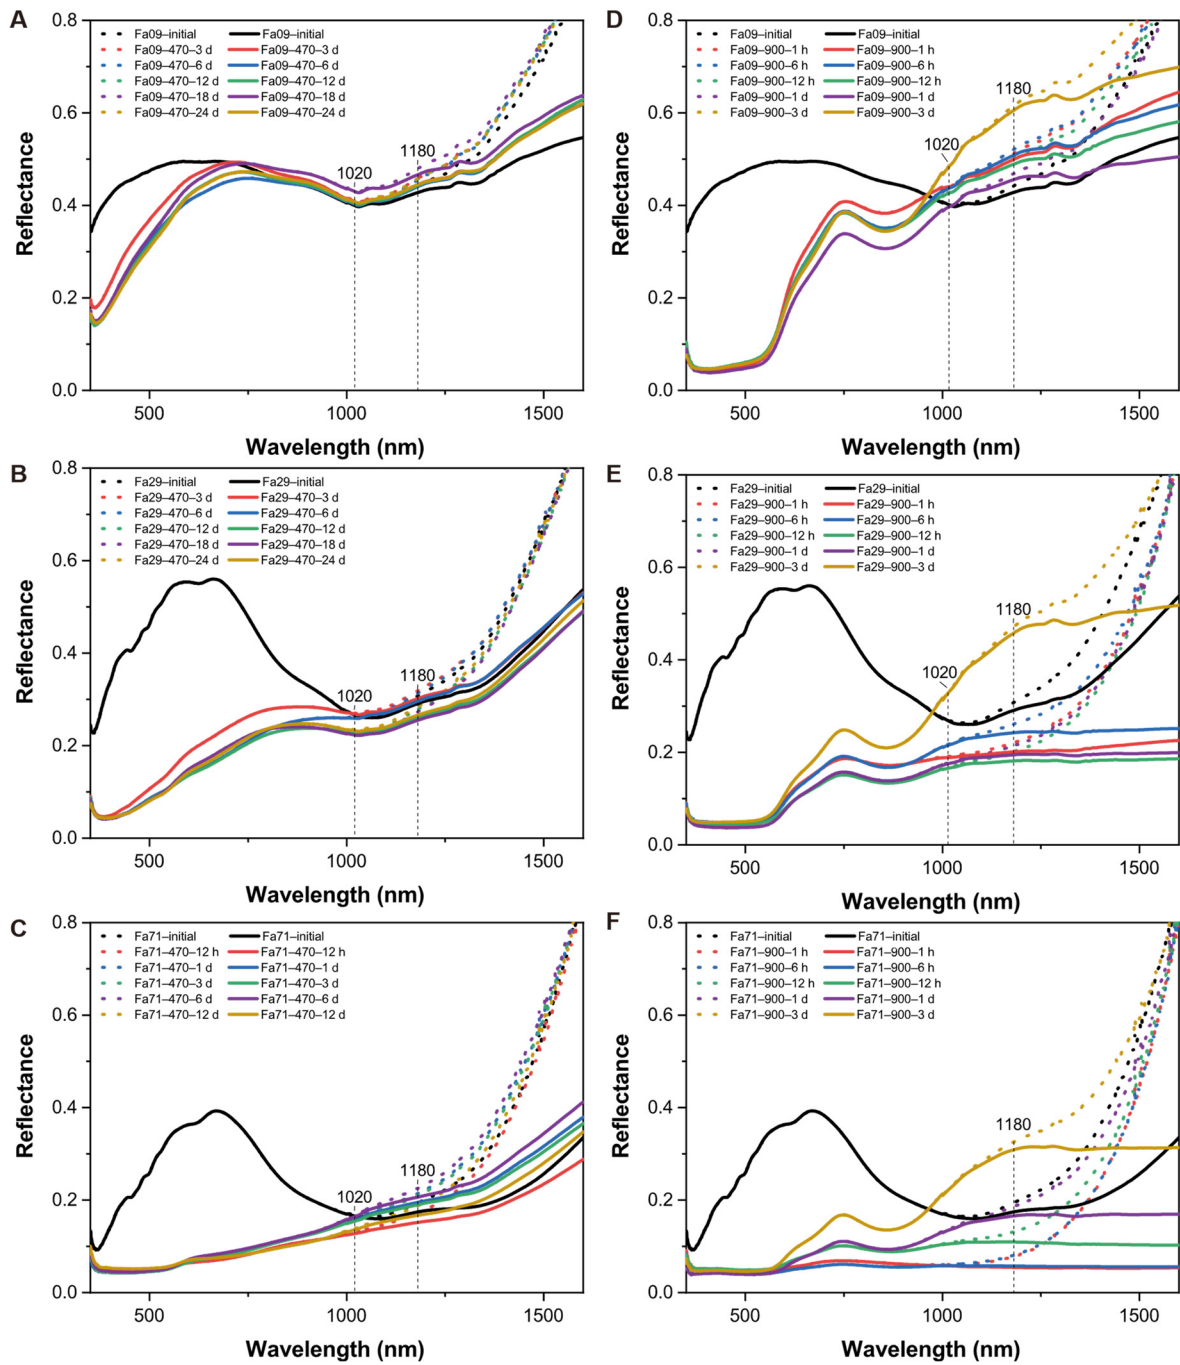 A
0.8
0.6
0.4
0.2
0.0
Reflectance
Fa09–initial Fa09–initial
Fa09–470–3 d Fa09–470–3 d
Fa09–470–6 d Fa09–470–6 d
Fa09–470–12 d Fa09–470–12 d
Fa09–470–18 d Fa09–470–18 d
Fa09–470–24 d Fa09–470–24 d
1020
1180
500 1000 1500
Wavelength (nm)
D
0.8
0.6
0.4
0.2
0.0
Reflectance
Fa09–initial Fa09–initial
Fa09–900–1 h Fa09–900–1 h
Fa09–900–6 h Fa09–900–6 h
Fa09–900–12 h Fa09–900–12 h
Fa09–900–1 d Fa09–900–1 d
Fa09–900–3 d Fa09–900–3 d
1020
1180
500 1000 1500
Wavelength (nm)
B
0.8
0.6
0.4
0.2
0.0
Reflectance
Fa29–initial Fa29–initial
Fa29–470–3 d Fa29–470–3 d
Fa29–470–6 d Fa29–470–6 d
Fa29–470–12 d Fa29–470–12 d
Fa29–470–18 d Fa29–470–18 d
Fa29–470–24 d Fa29–470–24 d
1020
1180
500 1000 1500
Wavelength (nm)
E
0.8
0.6
0.4
0.2
0.0
Reflectance
Fa29–initial Fa29–initial
Fa29–900–1 h Fa29–900–1 h
Fa29–900–6 h Fa29–900–6 h
Fa29–900–12 h Fa29–900–12 h
Fa29–900–1 d Fa29–900–1 d
Fa29–900–3 d Fa29–900–3 d
1020
1180
500 1000 1500
Wavelength (nm)
C
0.8
0.6
0.4
0.2
0.0
Reflectance
Fa71–initial Fa71–initial
Fa71–470–12 h Fa71–470–12 h
Fa71–470–1 d Fa71–470–1 d
Fa71–470–3 d Fa71–470–3 d
Fa71–470–6 d Fa71–470–6 d
Fa71–470–12 d Fa71–470–12 d
1020
1180
500 1000 1500
Wavelength (nm)
F
0.8
0.6
0.4
0.2
0.0
Reflectance
Fa71–initial Fa71–initial
Fa71–900–1 h Fa71–900–1 h
Fa71–900–6 h Fa71–900–6 h
Fa71–900–12 h Fa71–900–12 h
Fa71–900–1 d Fa71–900–1 d
Fa71–900–3 d Fa71–900–3 d
1180
500 1000 1500
Wavelength (nm)